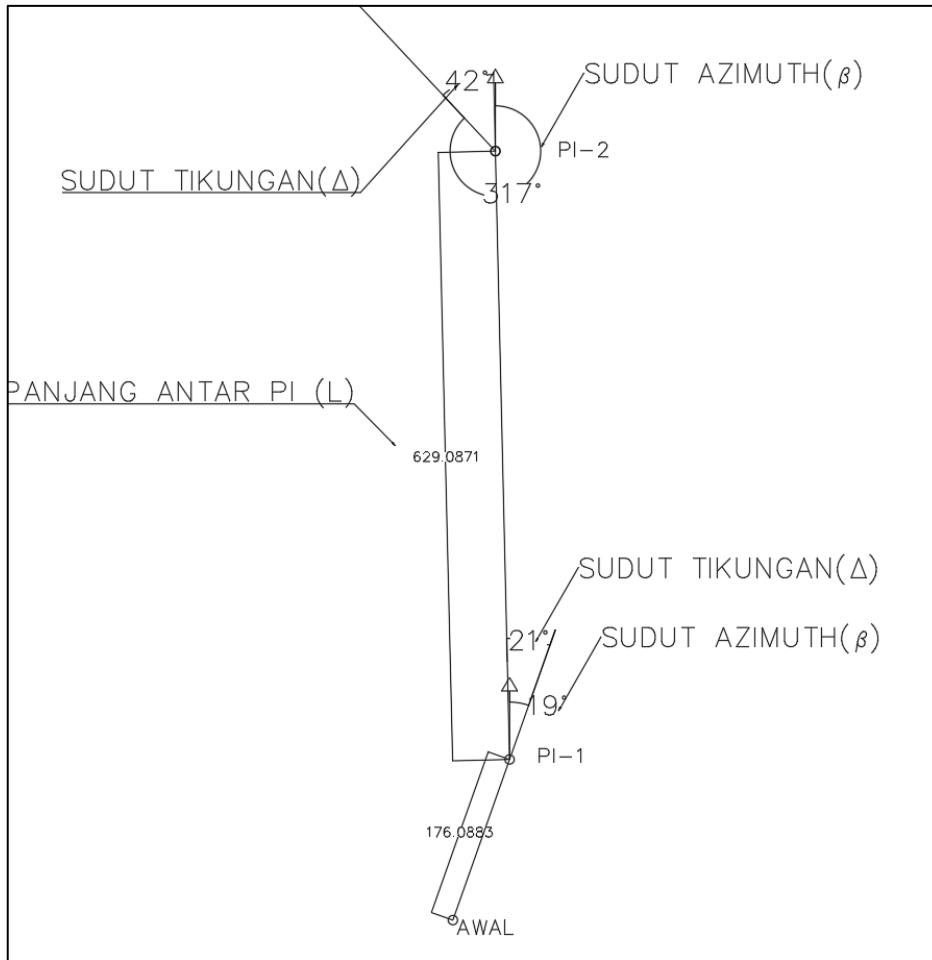 42°
SUDUT AZIMUTH(β)
PI-2
SUDUT TIKUNGAN(Δ)
317°
PANJANG ANTAR PI (L)
629.0871
SUDUT TIKUNGAN(Δ)
21°
SUDUT AZIMUTH(β)
19°
PI-1
176.0883
AWAL